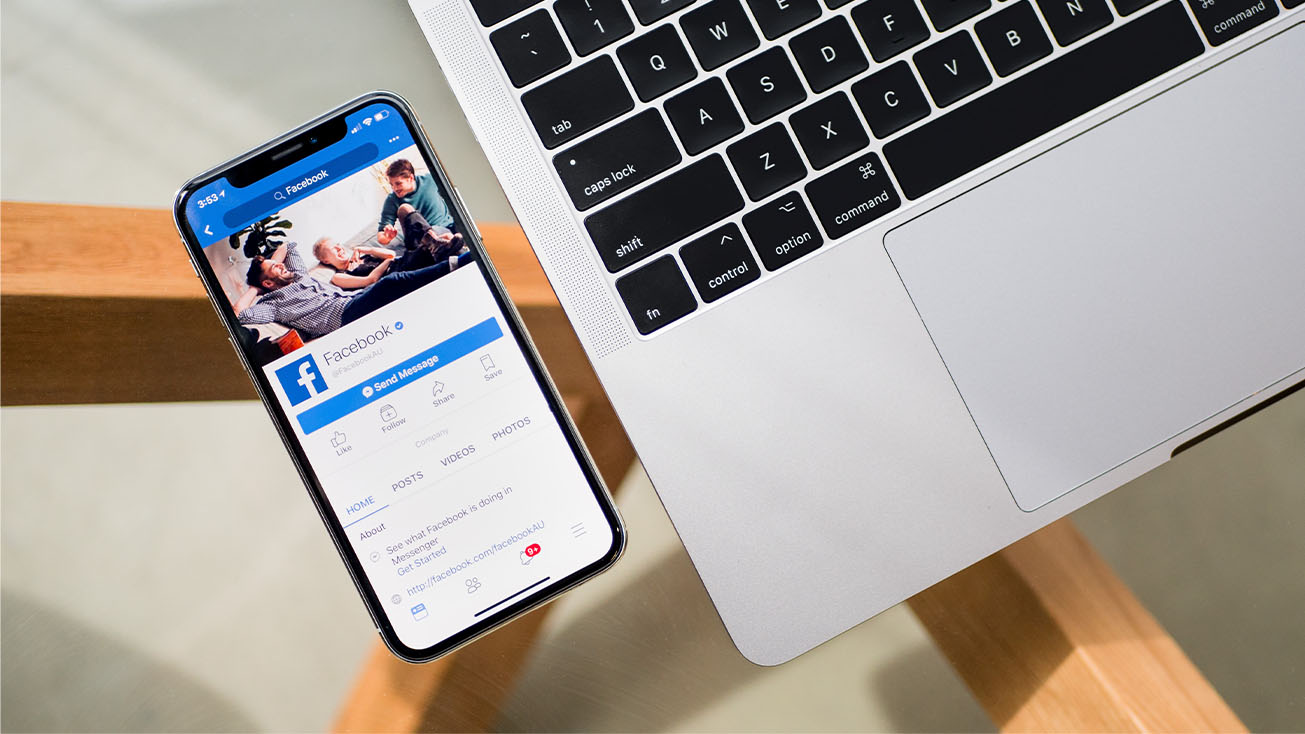 3:53
Facebook
Facebook
@FacebookAU
Send Message
Like
Follow
Share
Save
Company
HOME
POSTS
VIDEOS
PHOTOS
About
See what Facebook is doing in
Messenger
Get Started
http://facebook.com/facebookAU
9+
~
`
!
1
Q
W
E
tab
A
S
D
F
caps lock
Z
X
C
V
B
N
shift
fn
control
option
command
command